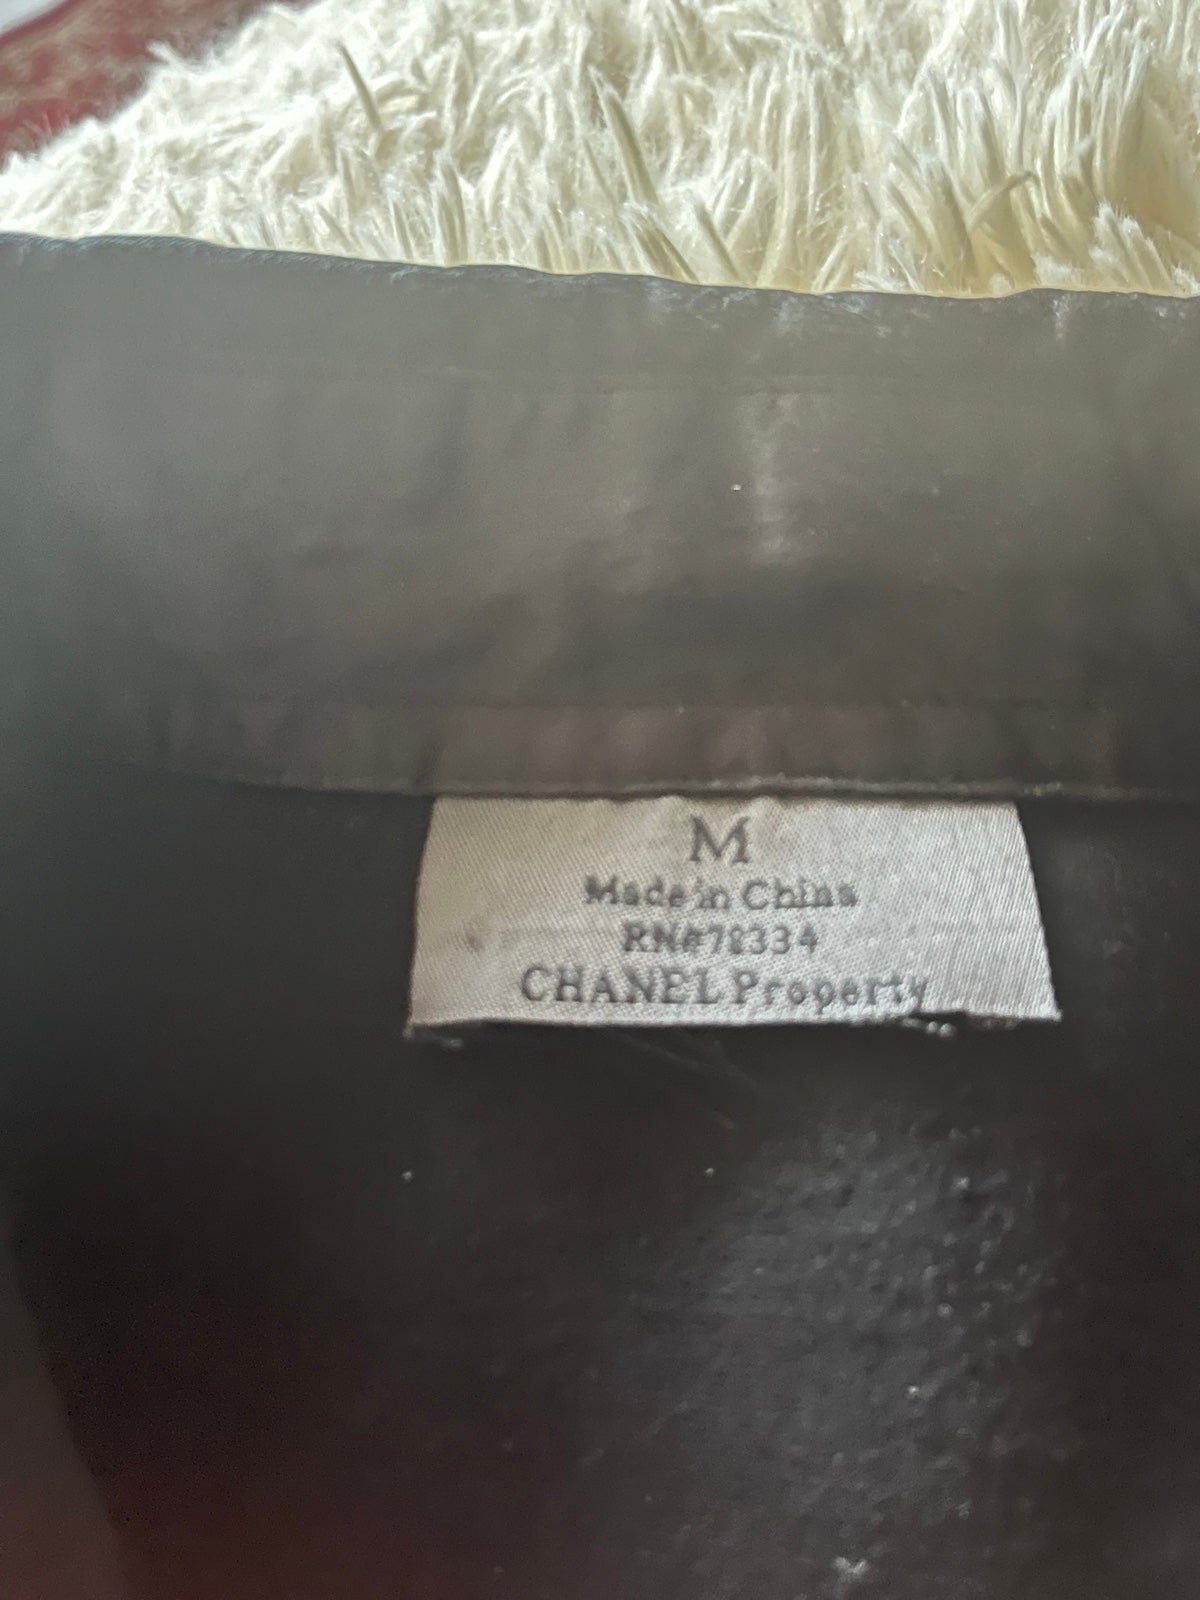 M
Made in China
RN#78334
CHANEL Property